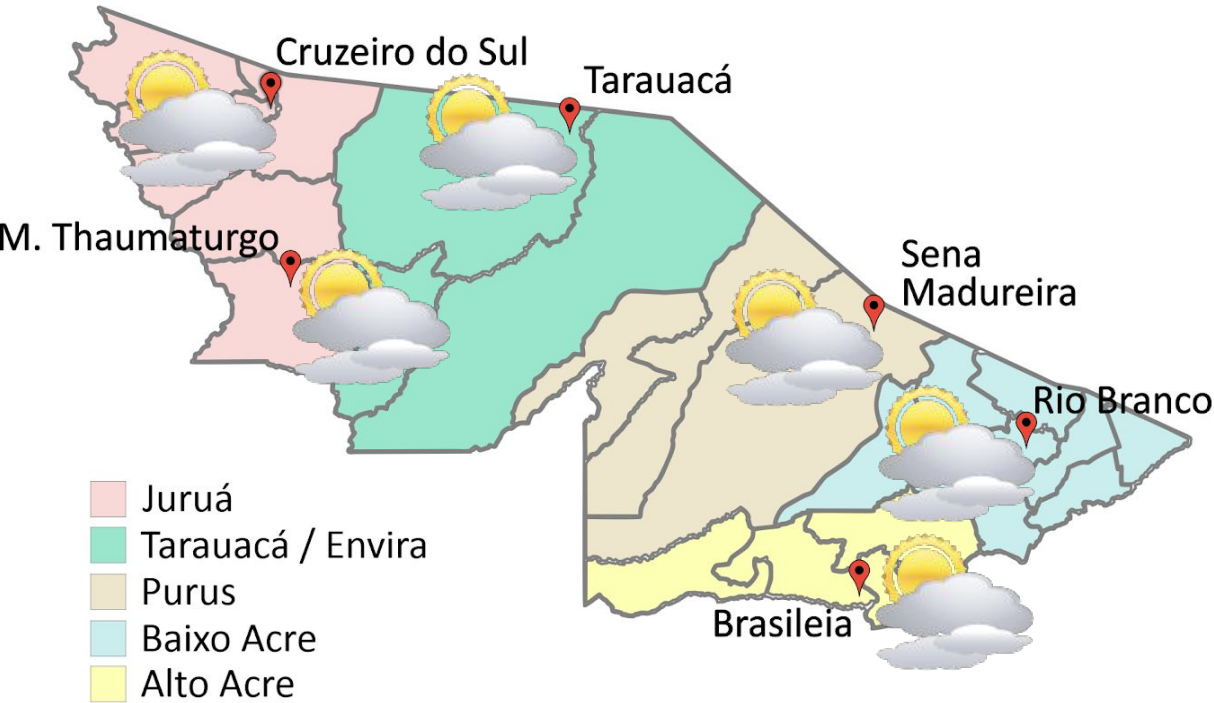 Cruzeiro do Sul
Tarauacá
M. Thaumaturgo
Sena
Madureira
Rio Branco
Brasileia
Juruá
Tarauacá / Envira
Purus
Baixo Acre
Alto Acre